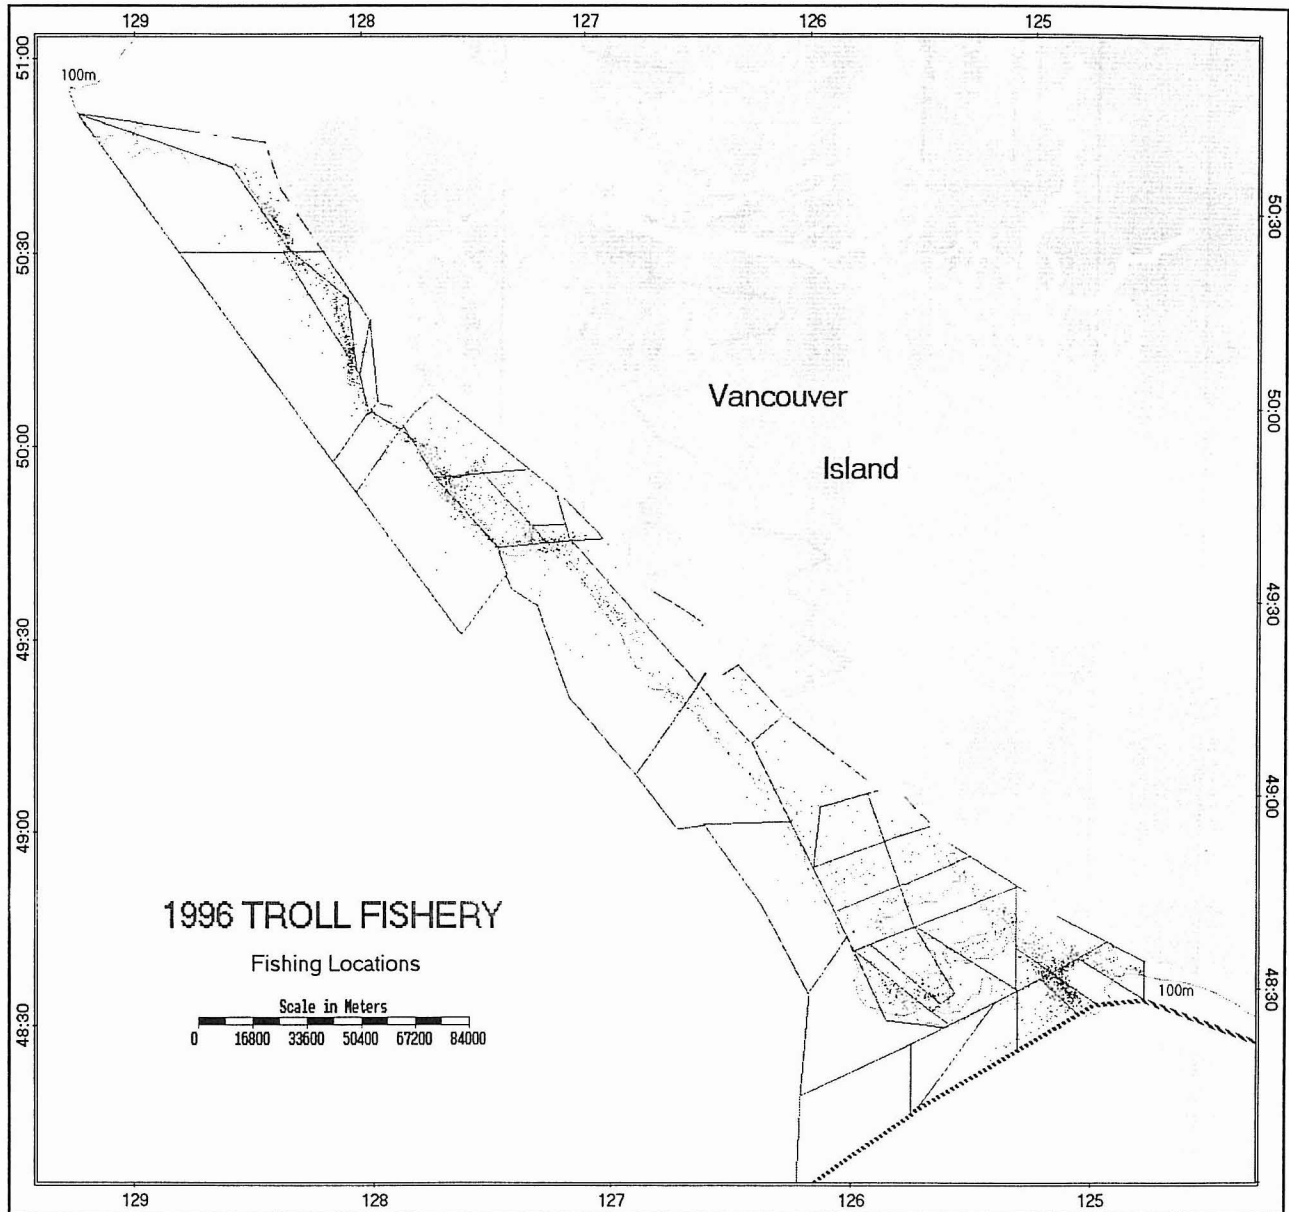 129 128 127 126 125
51:00
100m
50:30
50:30
Vancouver
50:00
50:00
Island
49:30
49:30
49:00
49:00
1996 TROLL FISHERY
Fishing Locations
48:30
100m
Scale in Meters
48:30
0 16800 33600 50400 67200 84000
129 128 127 126 125